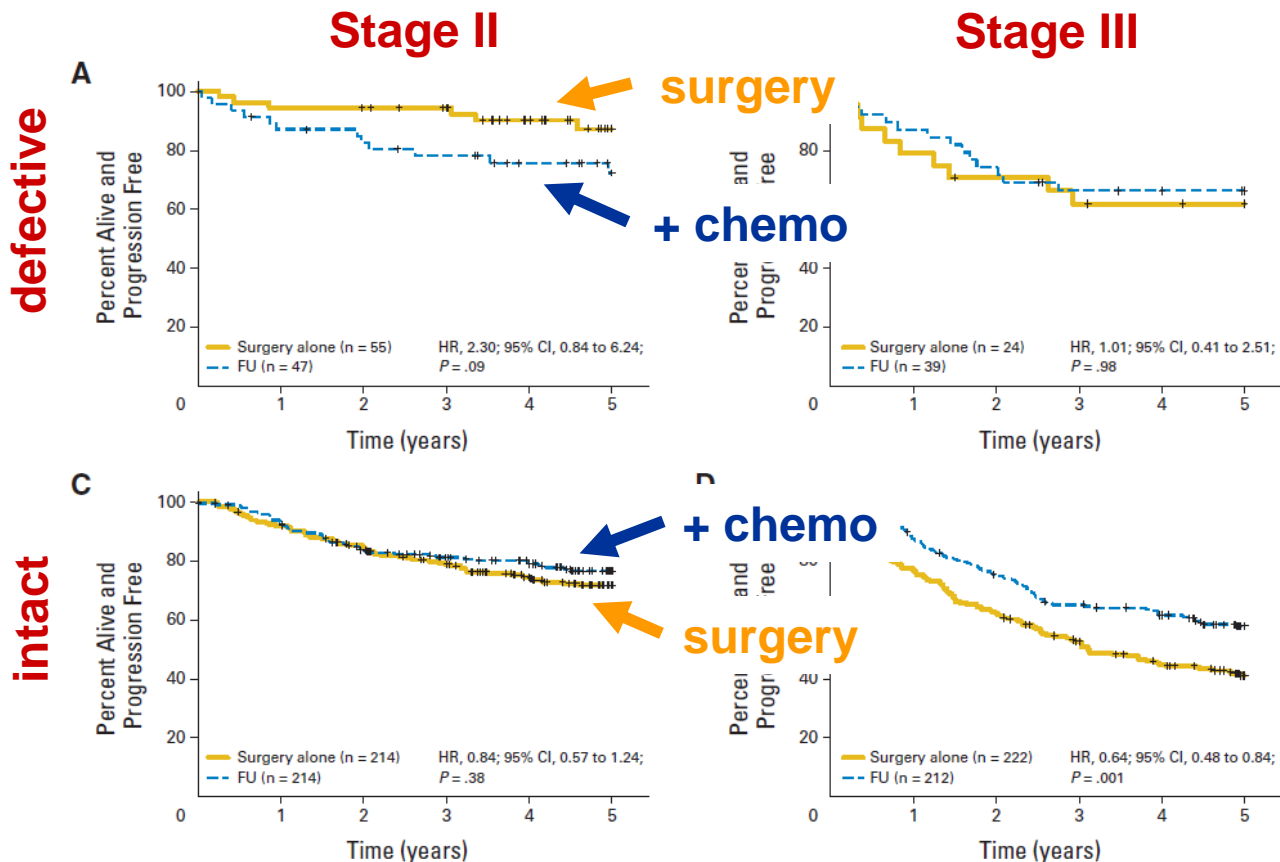 Stage II
Stage III
defective
intact
A
surgery
+ chemo
100
80
60
40
20
0
1
2
3
4
5
Percent Alive and
Progression Free
Surgery alone (n = 55)
FU (n = 47)
HR, 2.30; 95% CI, 0.84 to 6.24;
P = .09
Time (years)
80
40
20
0
1
2
3
4
5
and
ree
Surgery alone (n = 24)
FU (n = 39)
HR, 1.01; 95% CI, 0.41 to 2.51;
P = .98
Time (years)
C
+ chemo
surgery
100
80
60
40
20
0
1
2
3
4
5
Percent Alive and
Progression Free
Surgery alone (n = 214)
FU (n = 214)
HR, 0.84; 95% CI, 0.57 to 1.24;
P = .38
Time (years)
40
20
0
1
2
3
4
5
and
Free
Surgery alone (n = 222)
FU (n = 212)
HR, 0.64; 95% CI, 0.48 to 0.84;
P = .001
Time (years)